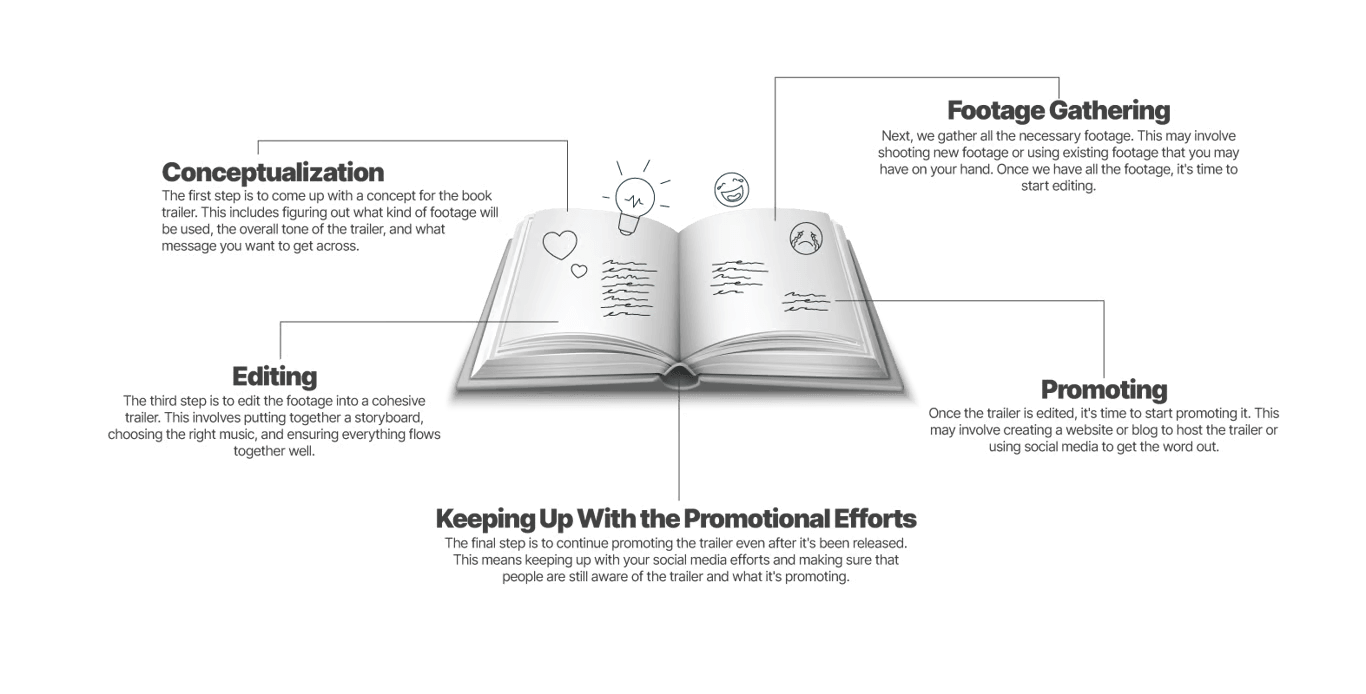 Conceptualization
The first step is to come up with a concept for the book
trailer. This includes figuring out what kind of footage will
be used, the overall tone of the trailer, and what
message you want to get across.
Footage Gathering
Next, we gather all the necessary footage. This may involve
shooting new footage or using existing footage that you may
have on your hand. Once we have all the footage, it's time to
start editing.
Editing
The third step is to edit the footage into a cohesive
trailer. This involves putting together a storyboard,
choosing the right music, and ensuring everything flows
together well.
Promoting
Once the trailer is edited, it's time to start promoting it. This
may involve creating a website or blog to host the trailer or
using social media to get the word out.
Keeping Up With the Promotional Efforts
The final step is to continue promoting the trailer even after it's been released.
This means keeping up with your social media efforts and making sure that
people are still aware of the trailer and what it's promoting.